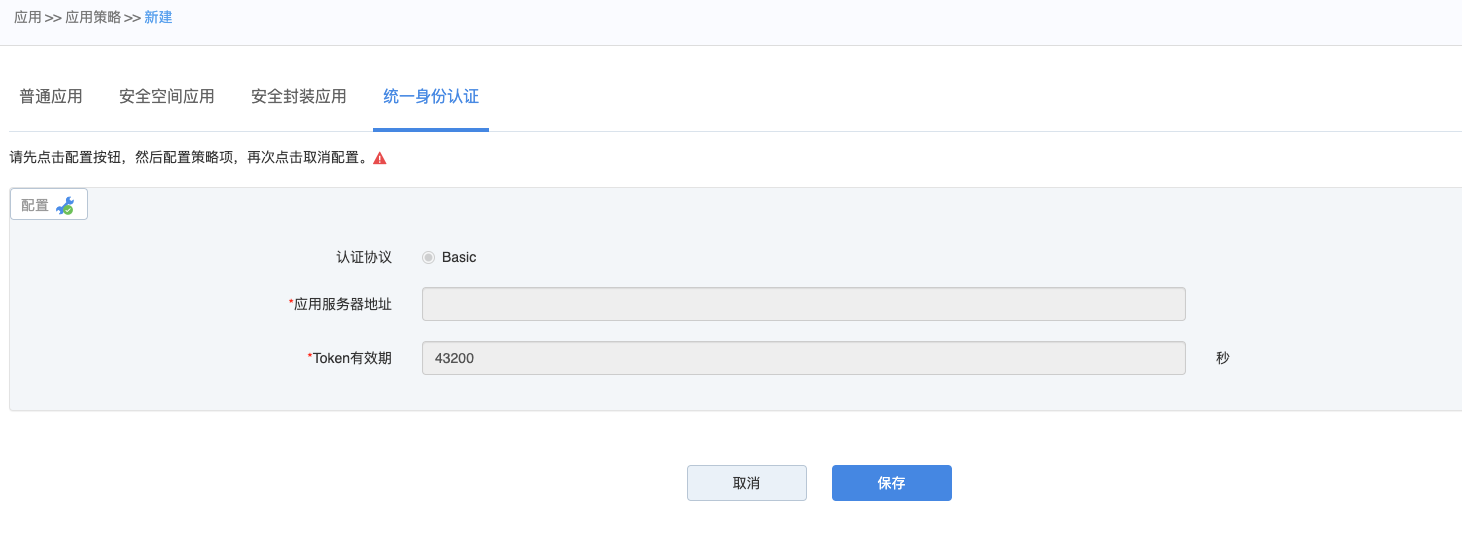 应用 >> 应用策略 >> 新建
普通应用 安全空间应用 安全封装应用 统一身份认证
请先点击配置按钮，然后配置策略项，再次点击取消配置。
配置
认证协议 Basic
*应用服务器地址
*Token有效期 43200 秒
取消 保存